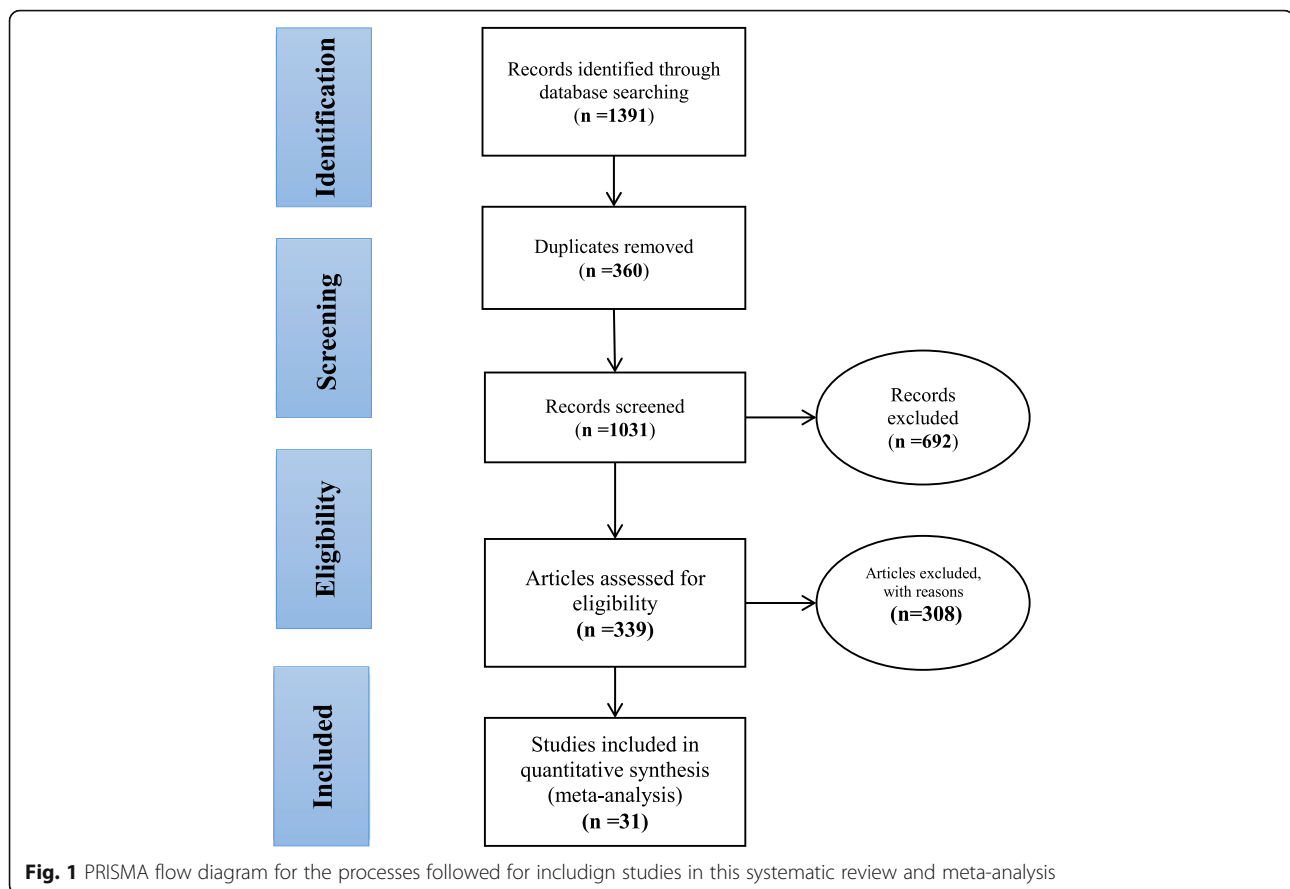 Identification
Records identified through
database searching
(n =1391)
Duplicates removed
(n =360)
Screening
Records screened
(n =1031)
Records
excluded
(n =692)
Eligibility
Articles assessed for
eligibility
(n =339)
Articles excluded,
with reasons
(n=308)
Included
Studies included in
quantitative synthesis
(meta-analysis)
(n =31)
Fig. 1 PRISMA flow diagram for the processes followed for includign studies in this systematic review and meta-analysis